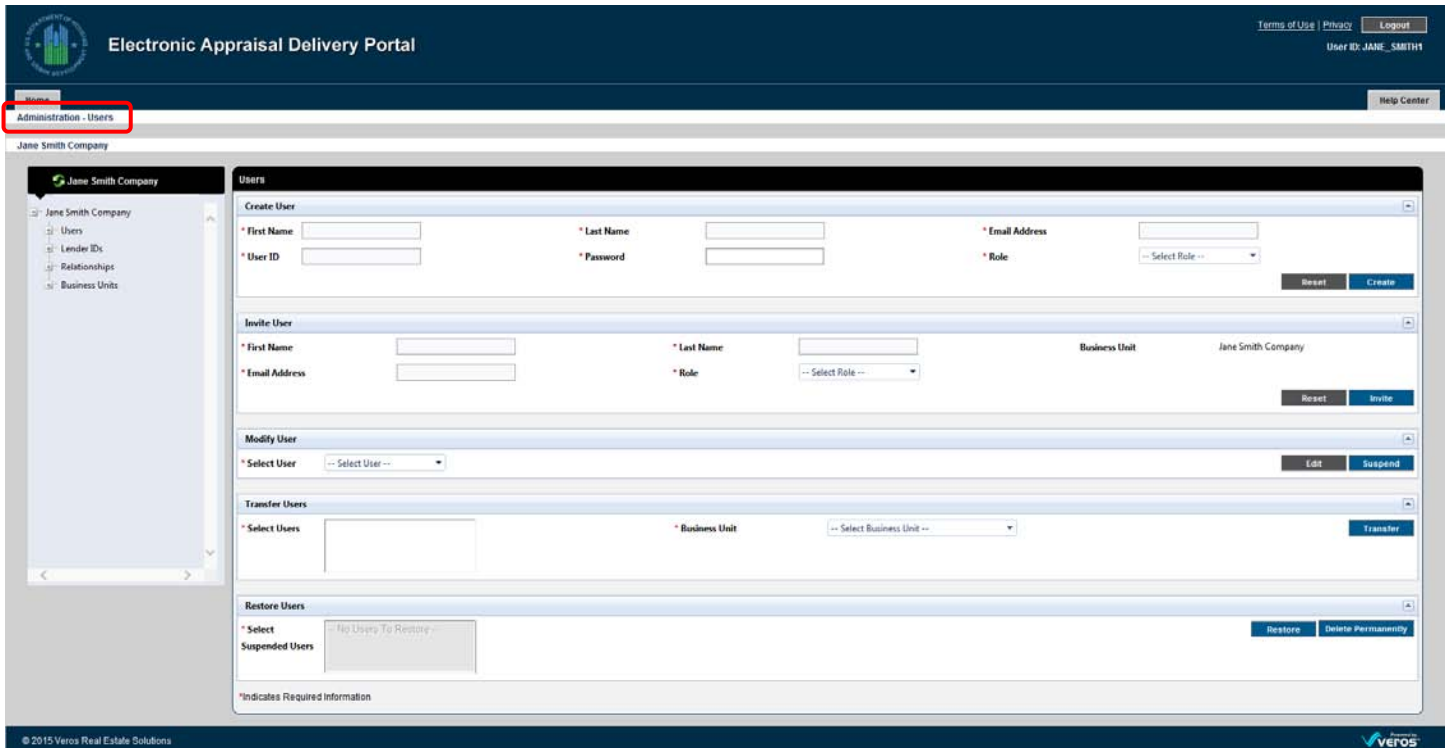 Terms of Use | Privacy Logout
Electronic Appraisal Delivery Portal
User ID: JANE_SMITH1
Home Help Center
Administration - Users
Jane Smith Company
Jane Smith Company
Users
Jane Smith Company
Users
Lender IDs
Relationships
Business Units
Create User
* First Name * Last Name * Email Address
* User ID * Password * Role -- Select Role --
Reset Create
Invite User
* First Name * Last Name Business Unit Jane Smith Company
* Email Address * Role -- Select Role --
Reset Invite
Modify User
* Select User -- Select User -- Edit Suspend
Transfer Users
* Select Users * Business Unit -- Select Business Unit -- Transfer
Restore Users
* Select Suspended Users -- No Users To Restore -- Restore Delete Permanently
*Indicates Required Information
© 2015 Veros Real Estate Solutions
Powered by veros